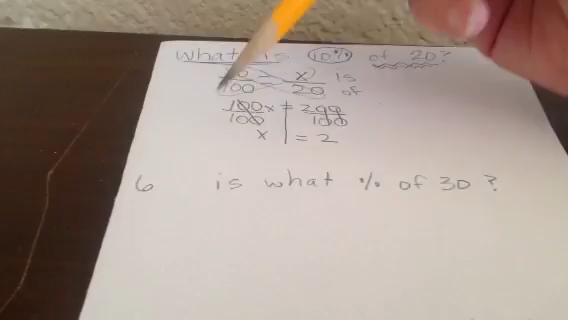 What is 10% of 20?
10 = x is
100 20 of
100x = 200
100 100
x = 2
6 is what % of 30?